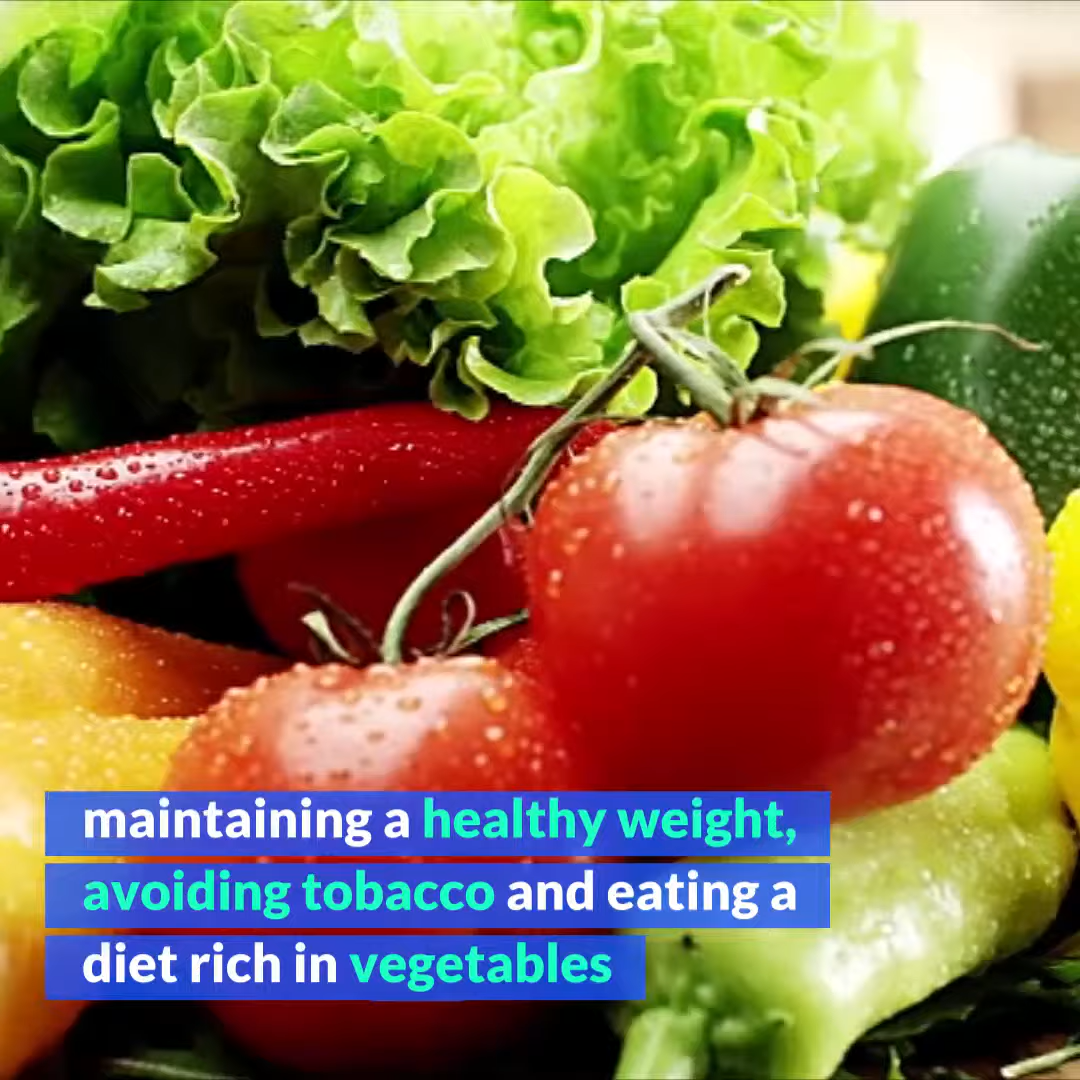 maintaining a healthy weight,
avoiding tobacco and eating a
diet rich in vegetables